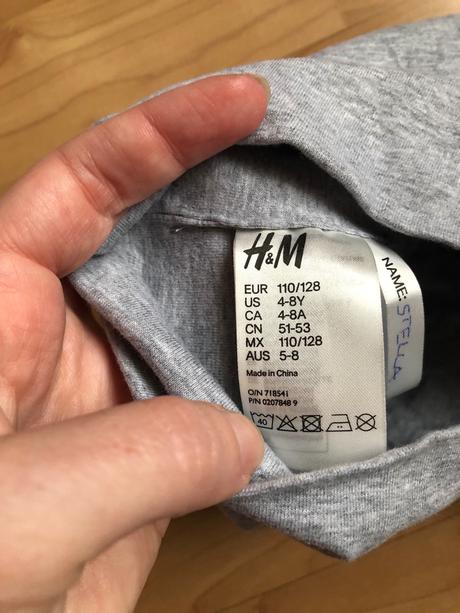 H&M
EUR 110/128
US 4-8Y
CA 4-8A
CN 51-53
MX 110/128
AUS 5-8
Made in China
O/N 718541
P/N 0207848 9
40
NAME: STELLA